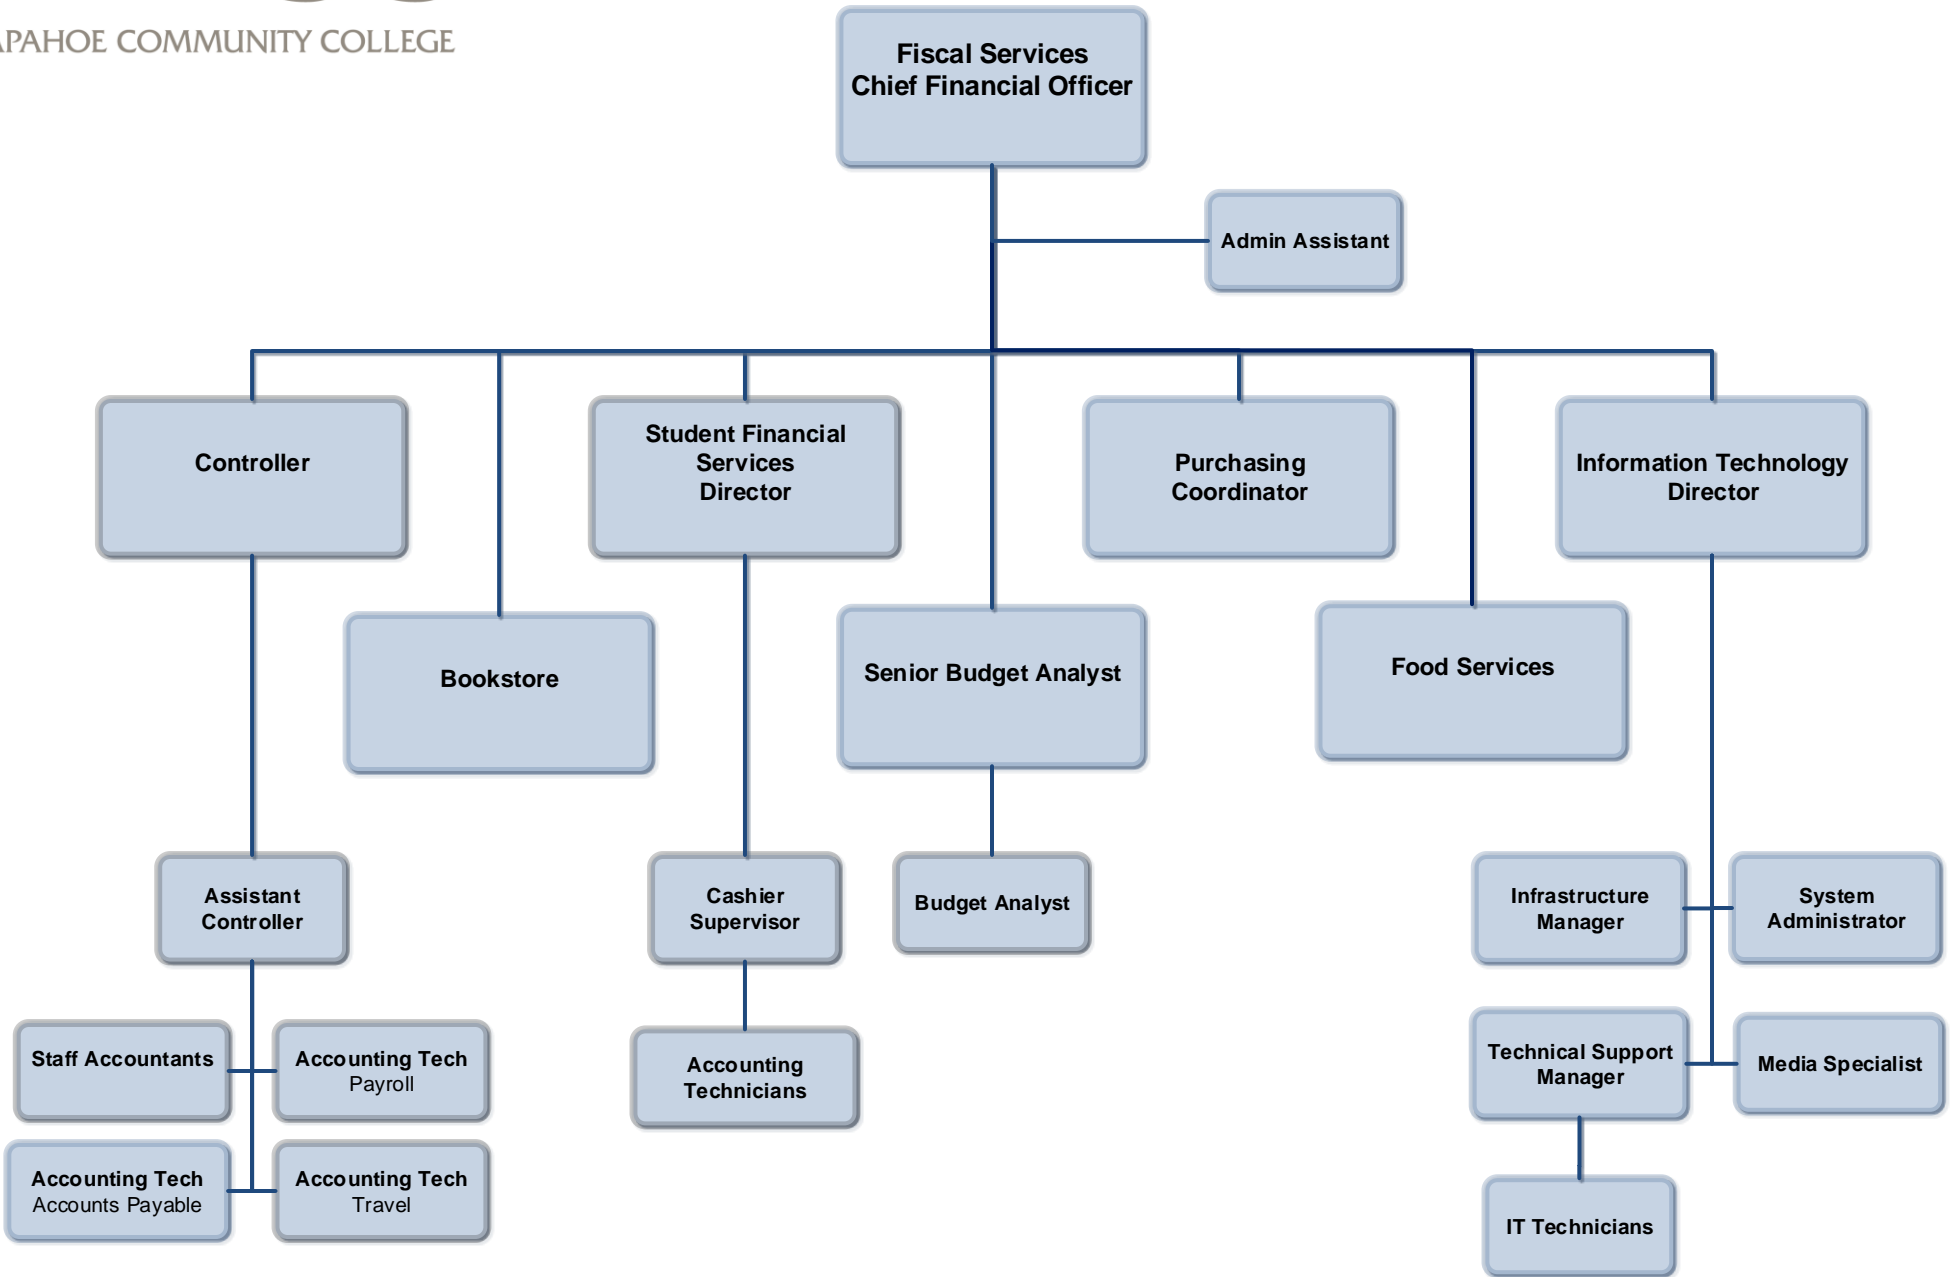 APAHOE COMMUNITY COLLEGE
Fiscal Services
Chief Financial Officer
Admin Assistant
Controller
Student Financial
Services
Director
Purchasing
Coordinator
Information Technology
Director
Bookstore
Senior Budget Analyst
Food Services
Assistant
Controller
Cashier
Supervisor
Budget Analyst
Infrastructure
Manager
System
Administrator
Staff Accountants
Accounting Tech
Payroll
Accounting
Technicians
Technical Support
Manager
Media Specialist
Accounting Tech
Accounts Payable
Accounting Tech
Travel
IT Technicians